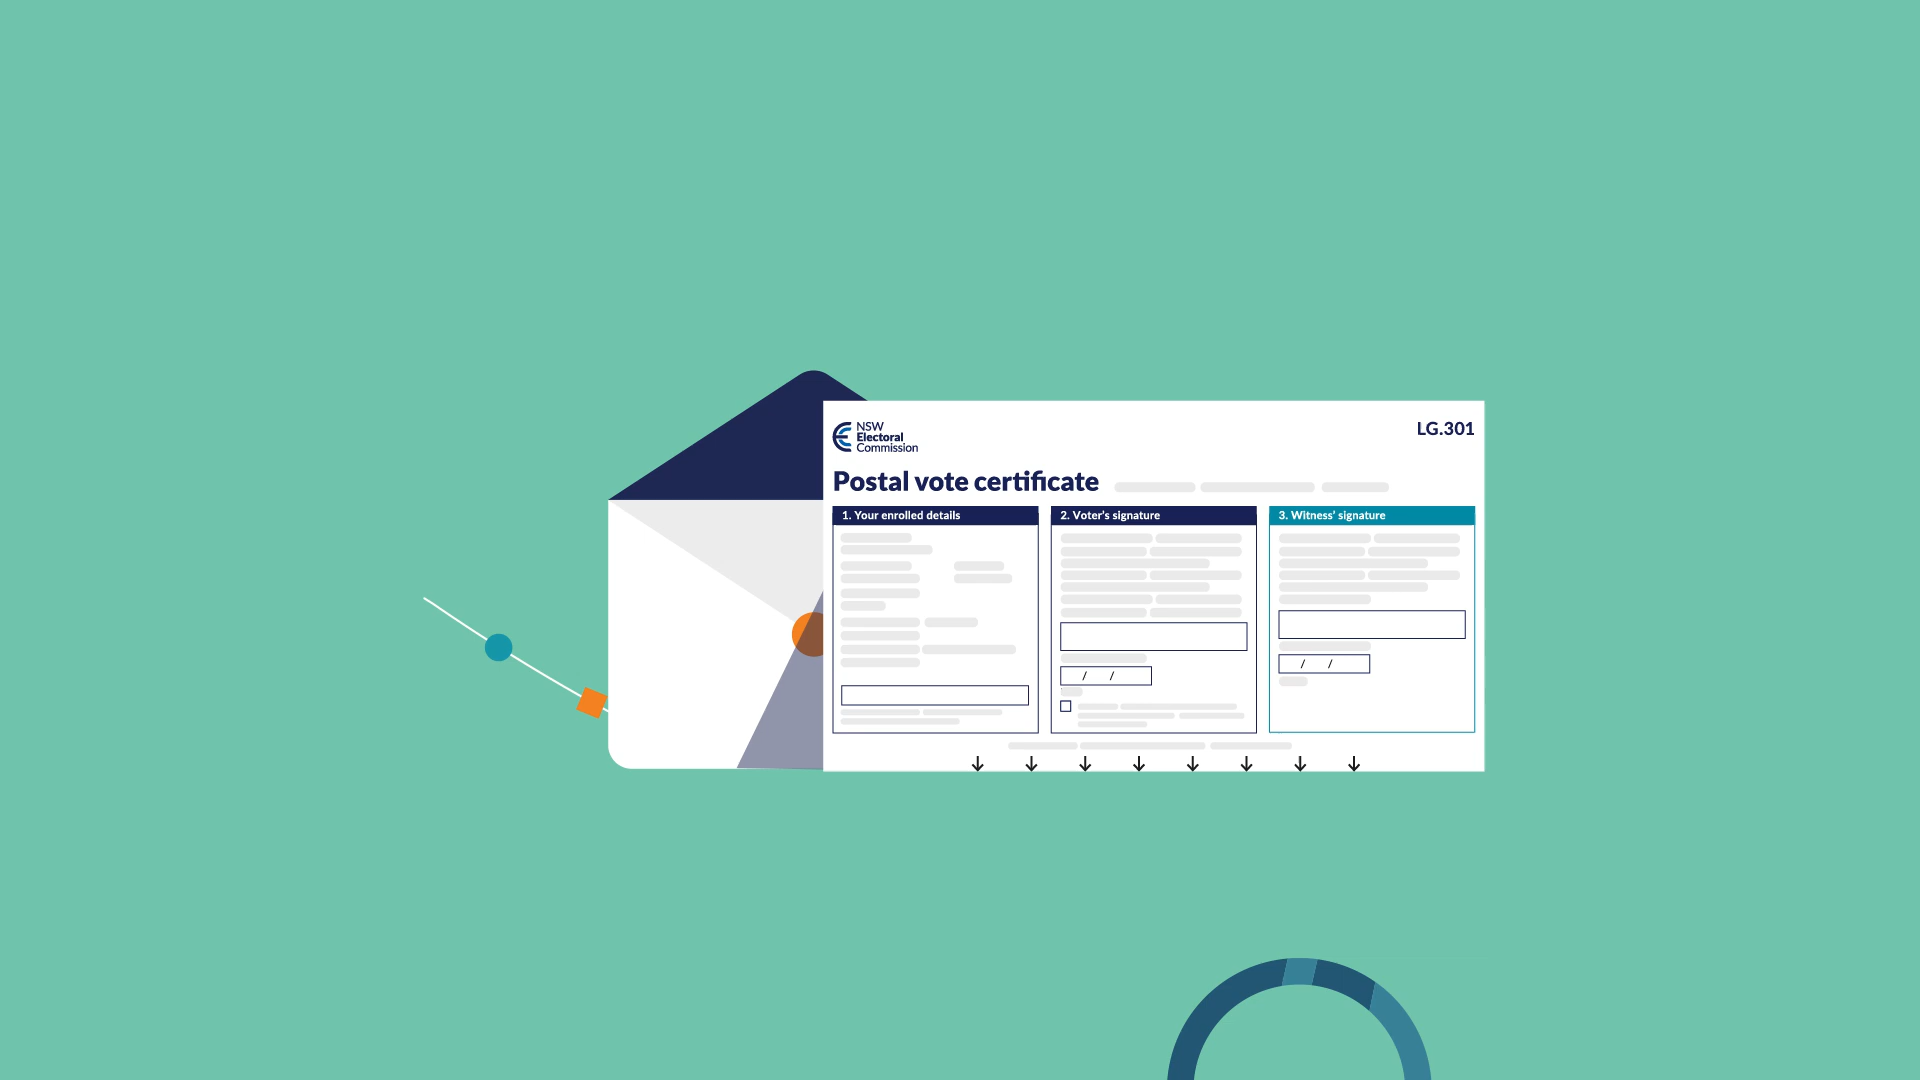 NSW
Electoral
Commission
LG.301
Postal vote certificate
1. Your enrolled details
2. Voter's signature
3. Witness' signature
/ /
/ /